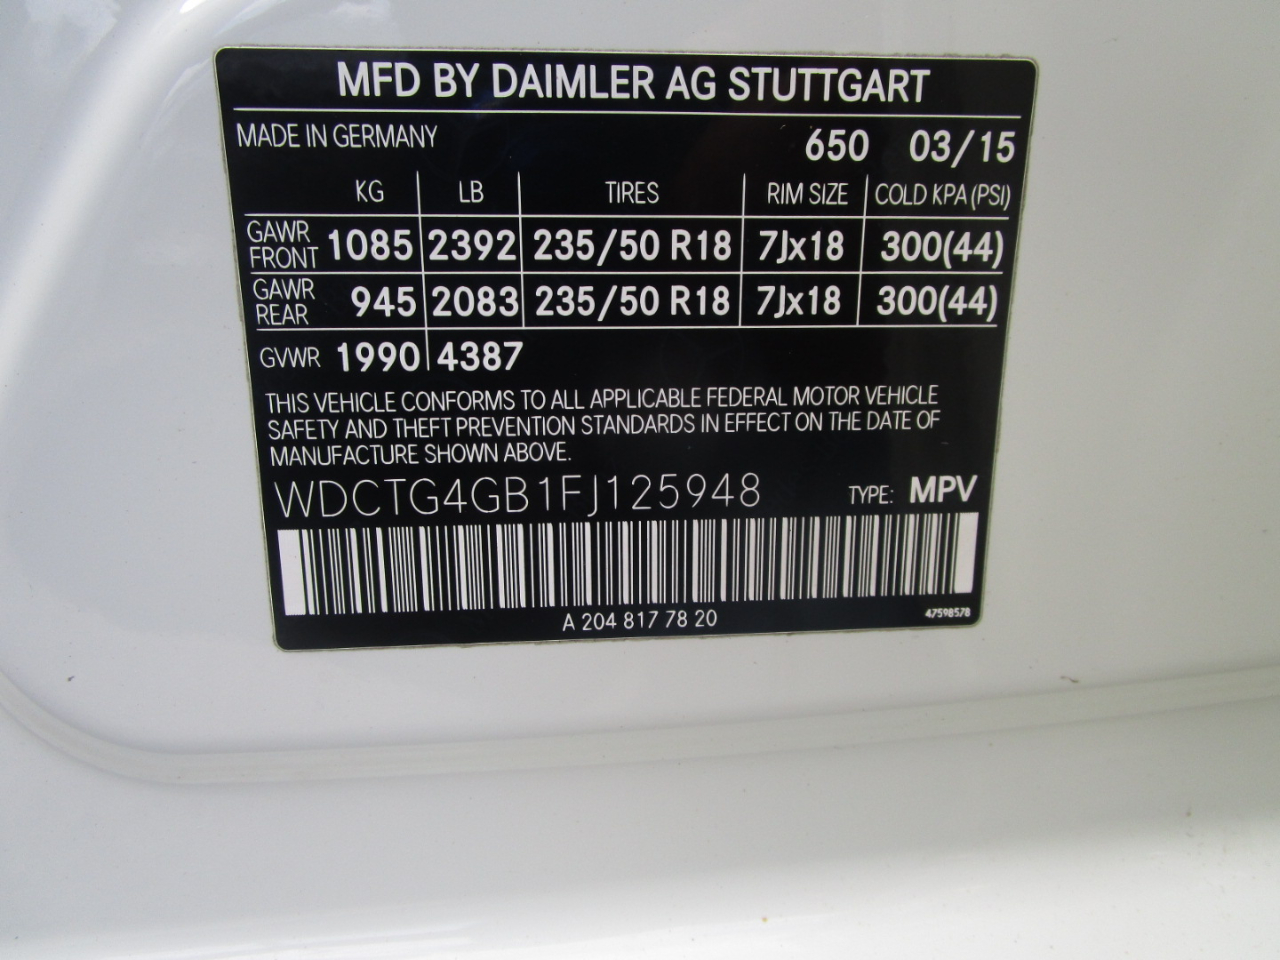 MFD BY DAIMLER AG STUTTGART
MADE IN GERMANY 650 03/15
KG LB TIRES RIM SIZE COLD KPA (PSI)
GAWR FRONT 1085 2392 235/50 R18 7Jx18 300(44)
GAWR REAR 945 2083 235/50 R18 7Jx18 300(44)
GVWR 1990 4387
THIS VEHICLE CONFORMS TO ALL APPLICABLE FEDERAL MOTOR VEHICLE
SAFETY AND THEFT PREVENTION STANDARDS IN EFFECT ON THE DATE OF
MANUFACTURE SHOWN ABOVE.
WDCTG4GB1FJ125948 TYPE: MPV
A 204 817 78 20 47598578